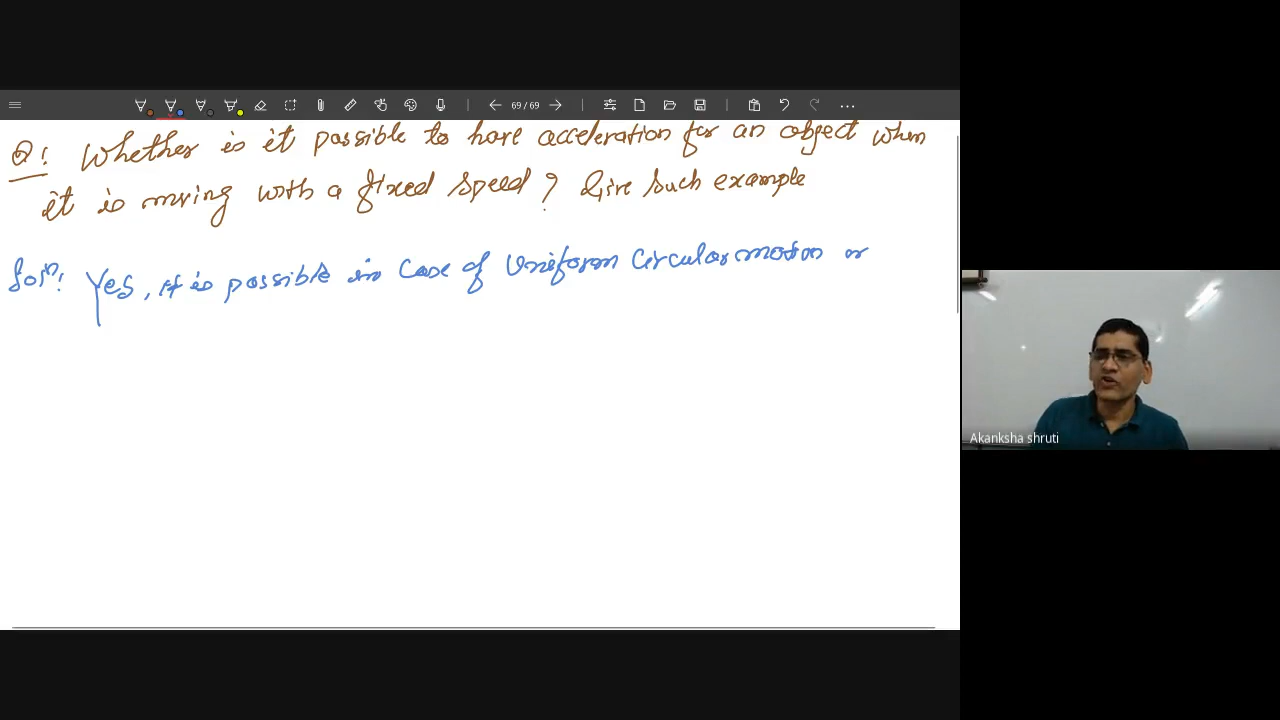 69/69
Q! Whether is it possible to have acceleration for an object when
it is moving with a fixed speed? Give such example
Solⁿ! Yes, it is possible in case of Uniform Circular motion or
Akanksha shruti